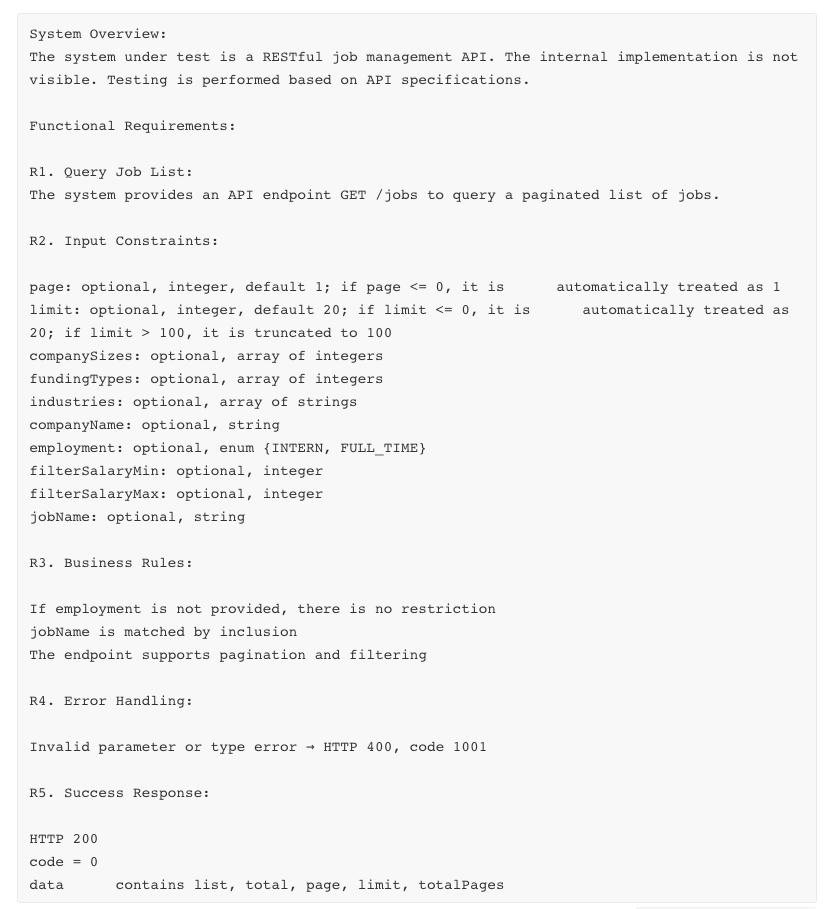 System Overview:
The system under test is a RESTful job management API. The internal implementation is not
visible. Testing is performed based on API specifications.
Functional Requirements:
R1. Query Job List:
The system provides an API endpoint GET /jobs to query a paginated list of jobs.
R2. Input Constraints:
page: optional, integer, default 1; if page <= 0, it is      automatically treated as 1
limit: optional, integer, default 20; if limit <= 0, it is      automatically treated as
20; if limit > 100, it is truncated to 100
companySizes: optional, array of integers
fundingTypes: optional, array of integers
industries: optional, array of strings
companyName: optional, string
employment: optional, enum {INTERN, FULL_TIME}
filterSalaryMin: optional, integer
filterSalaryMax: optional, integer
jobName: optional, string
R3. Business Rules:
If employment is not provided, there is no restriction
jobName is matched by inclusion
The endpoint supports pagination and filtering
R4. Error Handling:
Invalid parameter or type error → HTTP 400, code 1001
R5. Success Response:
HTTP 200
code = 0
data      contains list, total, page, limit, totalPages